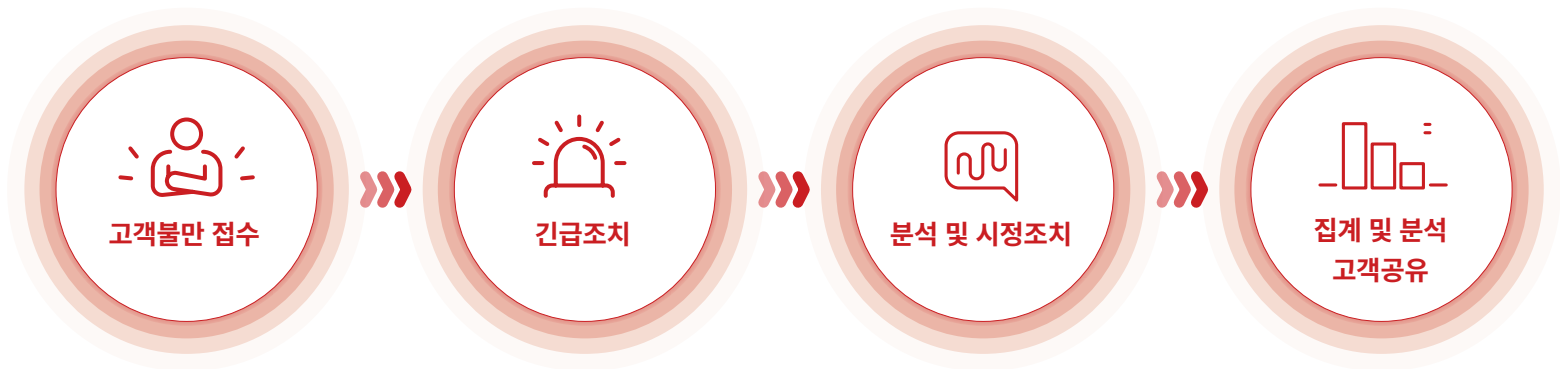 고객불만 접수
긴급조치
분석 및 시정조치
집계 및 분석
고객공유